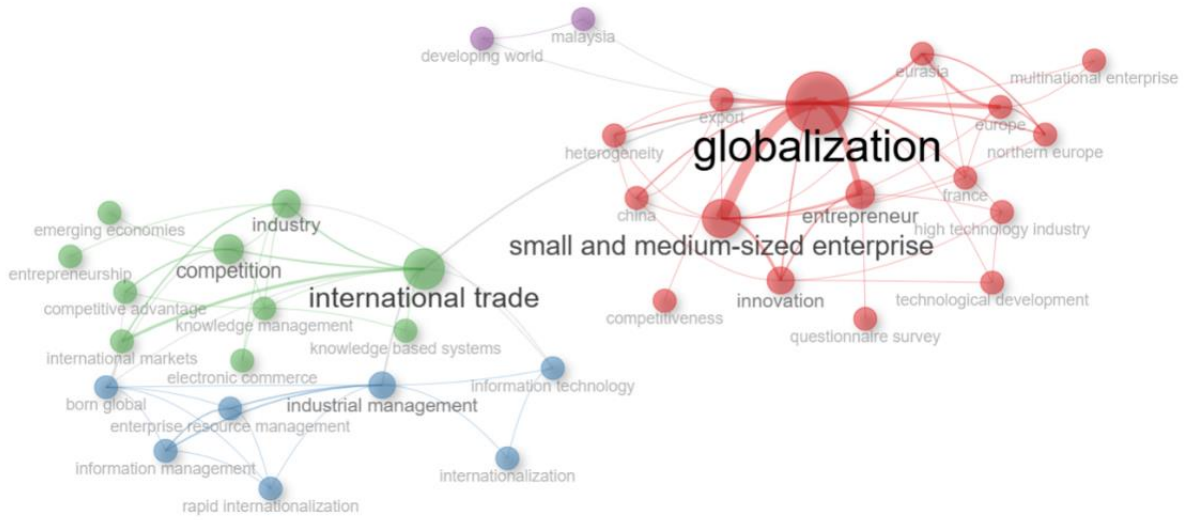 malaysia
developing world
eurasia
multinational enterprise
export
europe
heterogeneity
globalization
northern europe
france
china
entrepreneur
high technology industry
small and medium-sized enterprise
innovation
technological development
competitiveness
questionnaire survey
industry
emerging economies
competition
entrepreneurship
international trade
competitive advantage
knowledge management
international markets
knowledge based systems
electronic commerce
information technology
born global
industrial management
enterprise resource management
information management
internationalization
rapid internationalization